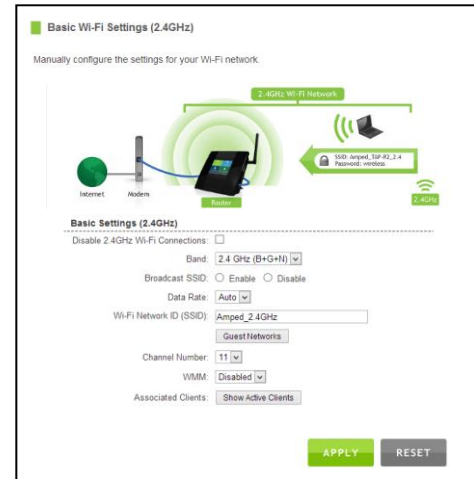 Basic Wi-Fi Settings (2.4GHz)
Manually configure the settings for your Wi-Fi network.
2.4GHz Wi-Fi Network
SSID: Amped_TAP-R2_2.4
Password: wireless
Internet
Modem
Router
2.4GHz
Basic Settings (2.4GHz)
Disable 2.4GHz Wi-Fi Connections:
Band: 2.4 GHz (B+G+N)
Broadcast SSID: Enable Disable
Data Rate: Auto
Wi-Fi Network ID (SSID): Amped_2.4GHz
Guest Networks
Channel Number: 11
WMM: Disabled
Associated Clients: Show Active Clients
APPLY RESET